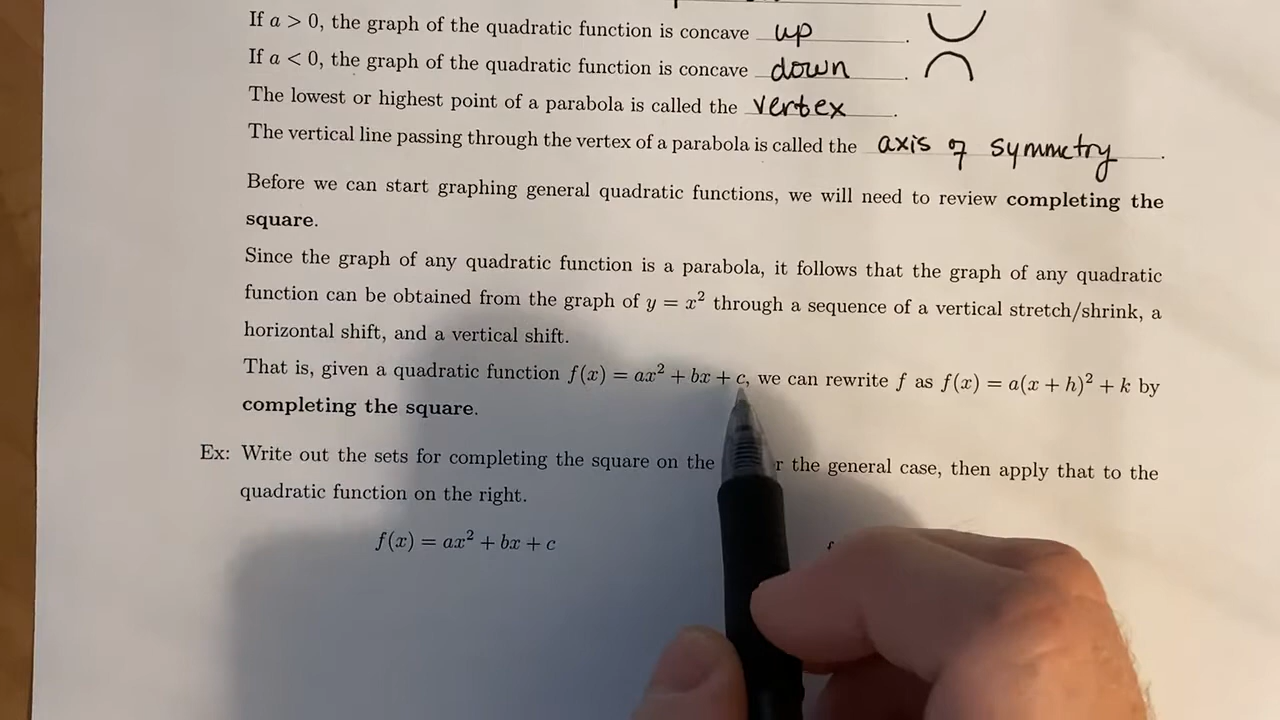 If a > 0, the graph of the quadratic function is concave up.
If a < 0, the graph of the quadratic function is concave down.
The lowest or highest point of a parabola is called the vertex.
The vertical line passing through the vertex of a parabola is called the axis of symmetry.
Before we can start graphing general quadratic functions, we will need to review completing the
square.
Since the graph of any quadratic function is a parabola, it follows that the graph of any quadratic
function can be obtained from the graph of y = x² through a sequence of a vertical stretch/shrink, a
horizontal shift, and a vertical shift.
That is, given a quadratic function f(x) = ax² + bx + c, we can rewrite f as f(x) = a(x + h)² + k by
completing the square.
Ex: Write out the sets for completing the square on the the general case, then apply that to the
quadratic function on the right.
f(x) = ax² + bx + c